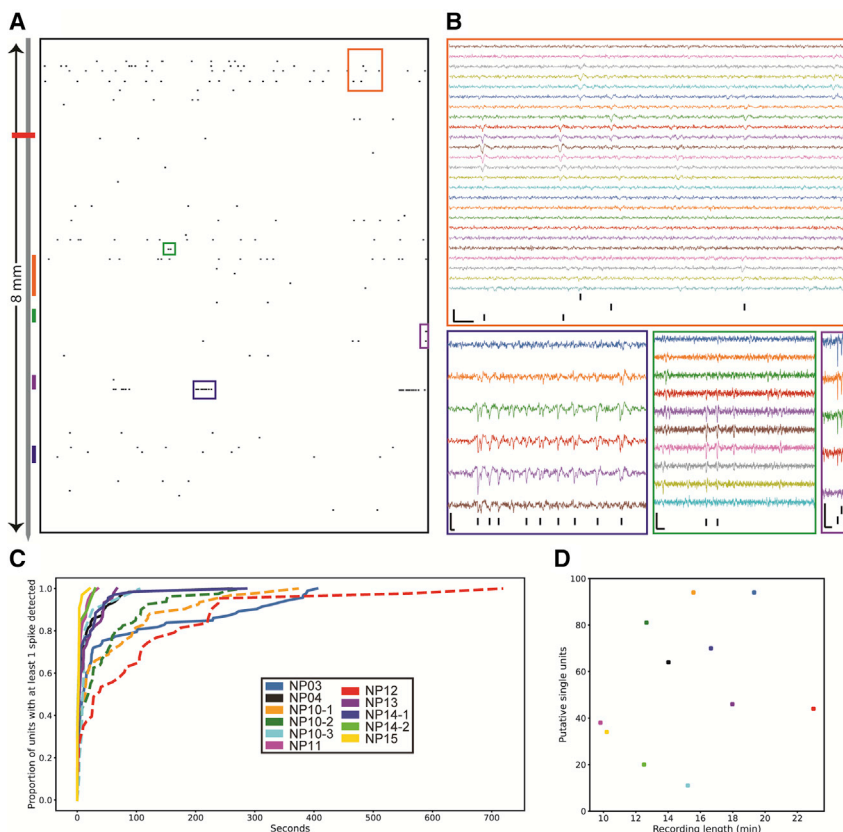 A
B
8 mm
C
D
Proportion of units with at least 1 spike detected
1.0
0.8
0.6
0.4
0.2
0.0
NP03
NP04
NP10-1
NP10-2
NP10-3
NP11
NP12
NP13
NP14-1
NP14-2
NP15
0 100 200 300 400 500 600 700
Seconds
Putative single units
100
80
60
40
20
0
10 12 14 16 18 20 22
Recording length (min)